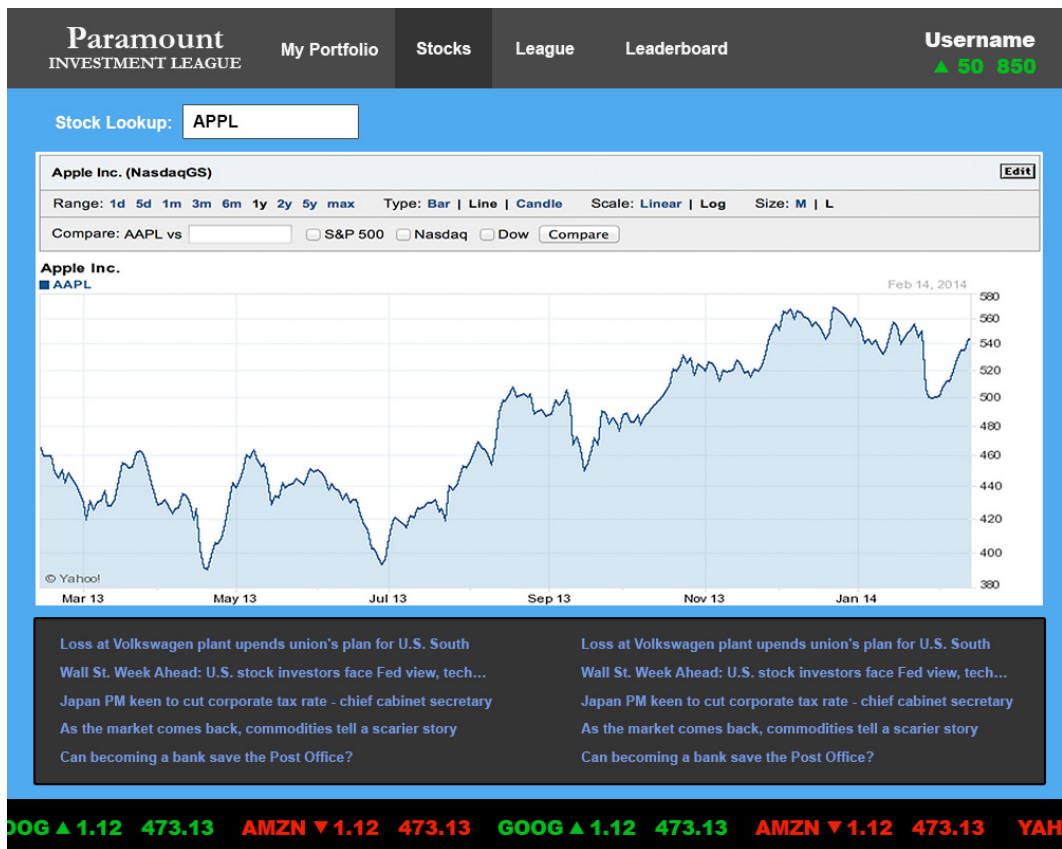 Paramount
INVESTMENT LEAGUE
My Portfolio Stocks League Leaderboard
Username
▲ 50 850
Stock Lookup: APPL
Apple Inc. (NasdaqGS) Edit
Range: 1d 5d 1m 3m 6m 1y 2y 5y max Type: Bar | Line | Candle Scale: Linear | Log Size: M | L
Compare: AAPL vs S&P 500 Nasdaq Dow Compare
Apple Inc.
AAPL Feb 14, 2014
580
560
540
520
500
480
460
440
420
400
380
© Yahoo!
Mar 13 May 13 Jul 13 Sep 13 Nov 13 Jan 14
Loss at Volkswagen plant upends union's plan for U.S. South
Wall St. Week Ahead: U.S. stock investors face Fed view, tech...
Japan PM keen to cut corporate tax rate - chief cabinet secretary
As the market comes back, commodities tell a scarier story
Can becoming a bank save the Post Office?
Loss at Volkswagen plant upends union's plan for U.S. South
Wall St. Week Ahead: U.S. stock investors face Fed view, tech...
Japan PM keen to cut corporate tax rate - chief cabinet secretary
As the market comes back, commodities tell a scarier story
Can becoming a bank save the Post Office?
OOG ▲ 1.12 473.13 AMZN ▼ 1.12 473.13 GOOG ▲ 1.12 473.13 AMZN ▼ 1.12 473.13 YAH